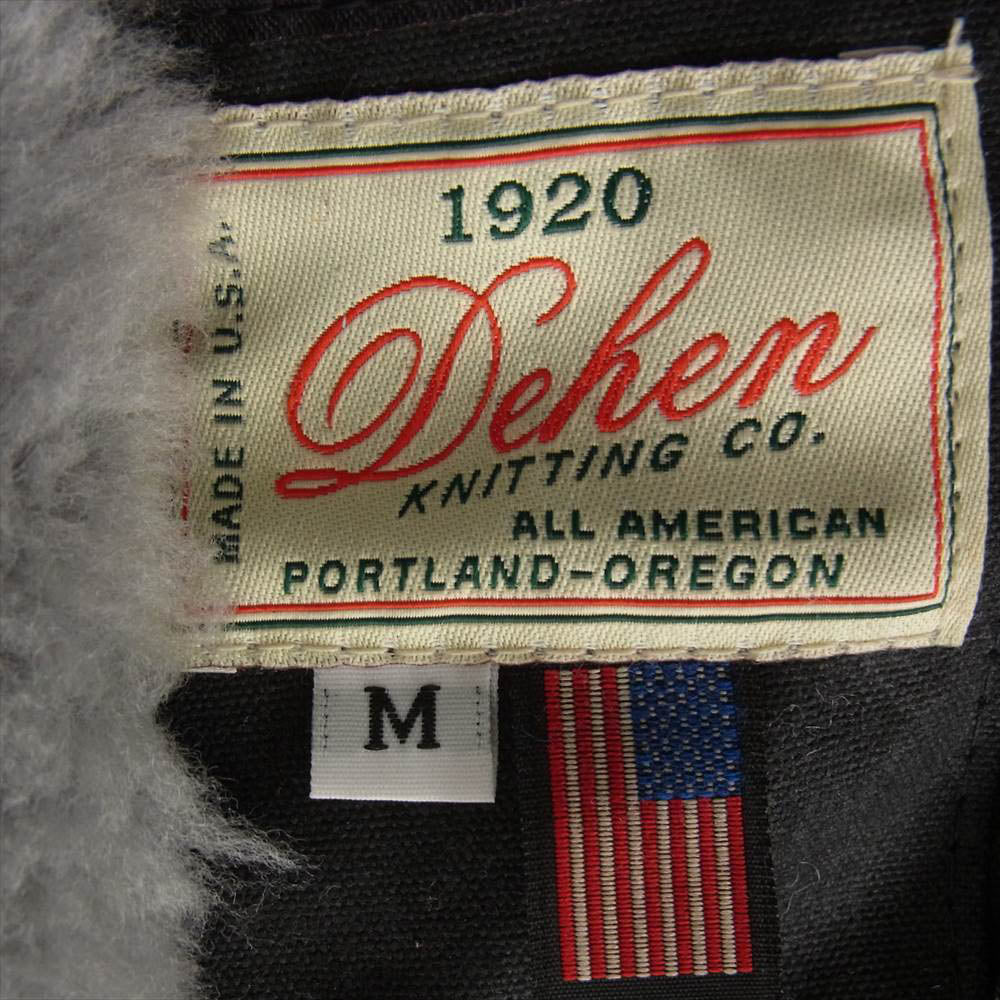 1920
Dehen
KNITTING CO.
ALL AMERICAN
PORTLAND-OREGON
MADE IN U.S.A.
M